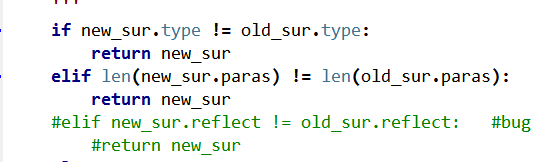 if new_sur.type != old_sur.type:
return new_sur
elif len(new_sur.paras) != len(old_sur.paras):
return new_sur
#elif new_sur.reflect != old_sur.reflect:   #bug
#return new_sur